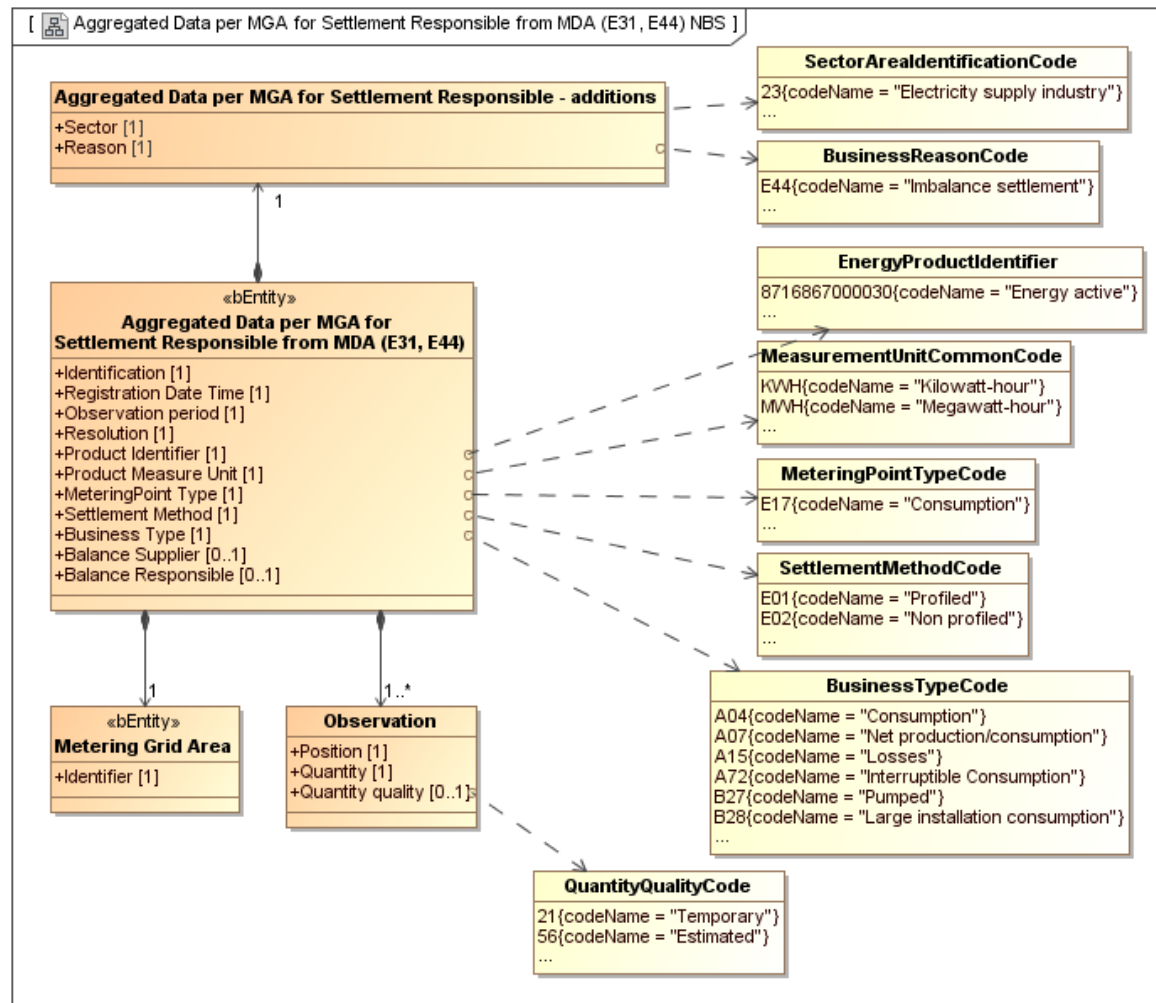 [ Aggregated Data per MGA for Settlement Responsible from MDA (E31, E44) NBS ]
Aggregated Data per MGA for Settlement Responsible - additions
+Sector [1]
+Reason [1]
SectorAreaIdentificationCode
23{codeName = "Electricity supply industry"}
...
BusinessReasonCode
E44{codeName = "Imbalance settlement"}
...
1
«bEntity»
Aggregated Data per MGA for
Settlement Responsible from MDA (E31, E44)
+Identification [1]
+Registration Date Time [1]
+Observation period [1]
+Resolution [1]
+Product Identifier [1]
+Product Measure Unit [1]
+MeteringPoint Type [1]
+Settlement Method [1]
+Business Type [1]
+Balance Supplier [0..1]
+Balance Responsible [0..1]
EnergyProductIdentifier
8716867000030{codeName = "Energy active"}
...
MeasurementUnitCommonCode
KWH{codeName = "Kilowatt-hour"}
MWH{codeName = "Megawatt-hour"}
...
MeteringPointTypeCode
E17{codeName = "Consumption"}
...
SettlementMethodCode
E01{codeName = "Profiled"}
E02{codeName = "Non profiled"}
...
BusinessTypeCode
A04{codeName = "Consumption"}
A07{codeName = "Net production/consumption"}
A15{codeName = "Losses"}
A72{codeName = "Interruptible Consumption"}
B27{codeName = "Pumped"}
B28{codeName = "Large installation consumption"}
...
1
1..*
«bEntity»
Metering Grid Area
+Identifier [1]
Observation
+Position [1]
+Quantity [1]
+Quantity quality [0..1]
QuantityQualityCode
21{codeName = "Temporary"}
56{codeName = "Estimated"}
...